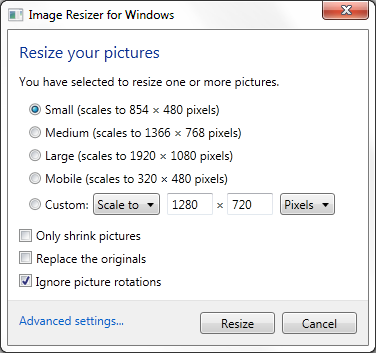 Image Resizer for Windows
Resize your pictures
You have selected to resize one or more pictures.
Small (scales to 854 × 480 pixels)
Medium (scales to 1366 × 768 pixels)
Large (scales to 1920 × 1080 pixels)
Mobile (scales to 320 × 480 pixels)
Custom: Scale to 1280 × 720 Pixels
Only shrink pictures
Replace the originals
Ignore picture rotations
Advanced settings... Resize Cancel